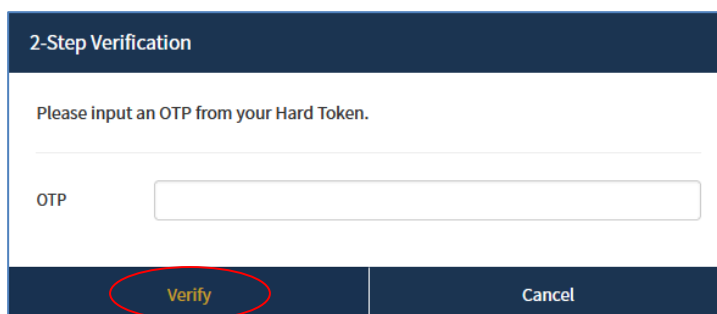 2-Step Verification
Please input an OTP from your Hard Token.
OTP
Verify Cancel